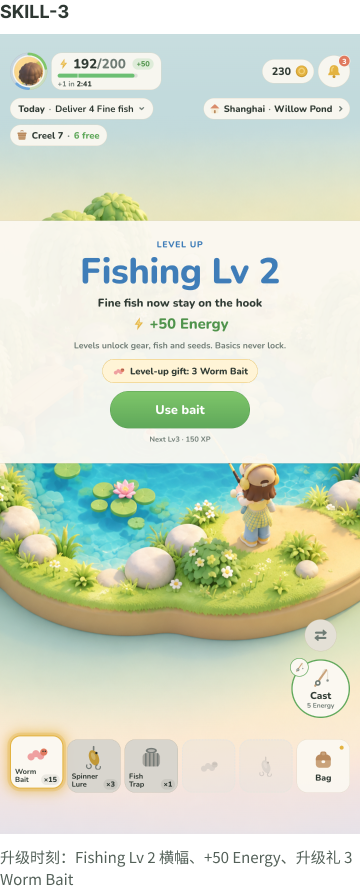 SKILL-3
192/200
+50
+1 in 2:41
230
3
Today · Deliver 4 Fine fish
Shanghai · Willow Pond
Creel 7 · 6 free
LEVEL UP
Fishing Lv 2
Fine fish now stay on the hook
+50 Energy
Levels unlock gear, fish and seeds. Basics never lock.
Level-up gift: 3 Worm Bait
Use bait
Next Lv3 · 150 XP
Cast
5 Energy
Worm
Bait
×15
Spinner
Lure
×3
Fish
Trap
×1
Bag
升级时刻：Fishing Lv 2 横幅、+50 Energy、升级礼 3
Worm Bait